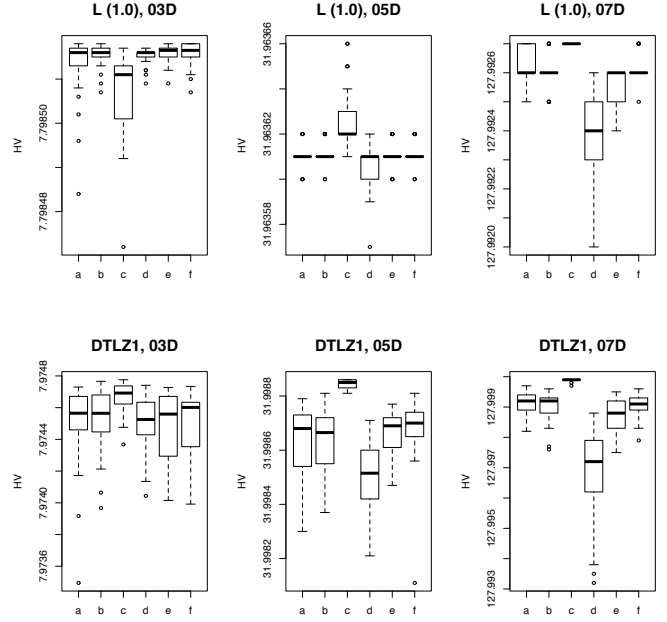 L (1.0), 03D
HV
7.79848
7.79850
a b c d e f
L (1.0), 05D
HV
31.96358
31.96362
31.96366
a b c d e f
L (1.0), 07D
HV
127.9920
127.9922
127.9924
127.9926
a b c d e f
DTLZ1, 03D
HV
7.9736
7.9740
7.9744
7.9748
a b c d e f
DTLZ1, 05D
HV
31.9982
31.9984
31.9986
31.9988
a b c d e f
DTLZ1, 07D
HV
127.993
127.995
127.997
127.999
a b c d e f